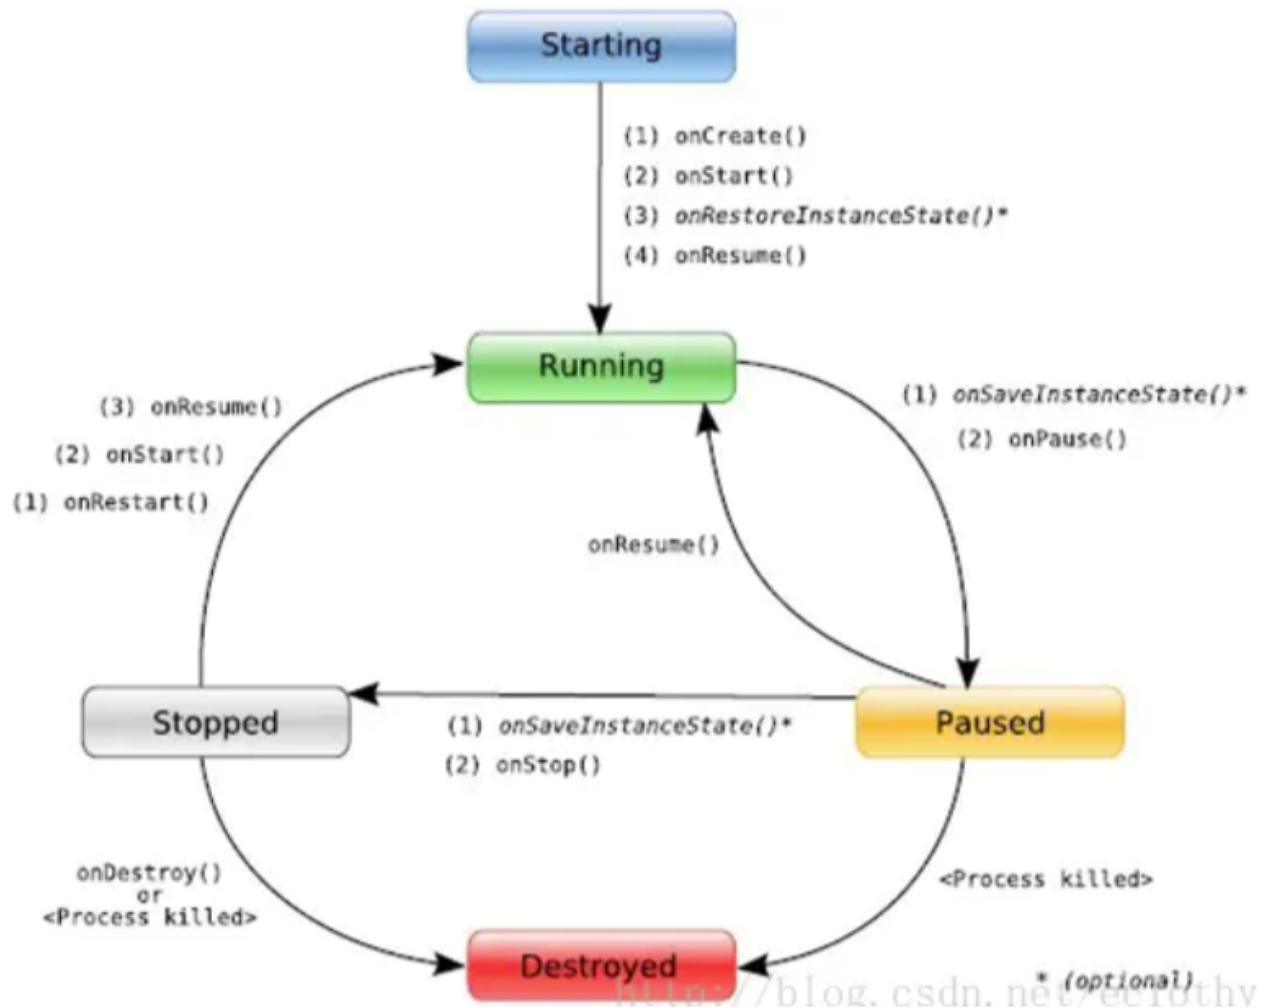 Starting
(1) onCreate()
(2) onStart()
(3) onRestoreInstanceState()*
(4) onResume()
Running
(3) onResume()
(2) onStart()
(1) onRestart()
(1) onSaveInstanceState()*
(2) onPause()
onResume()
Stopped
(1) onSaveInstanceState()*
(2) onStop()
Paused
onDestroy()
or
<Process killed>
<Process killed>
Destroyed
* (optional)